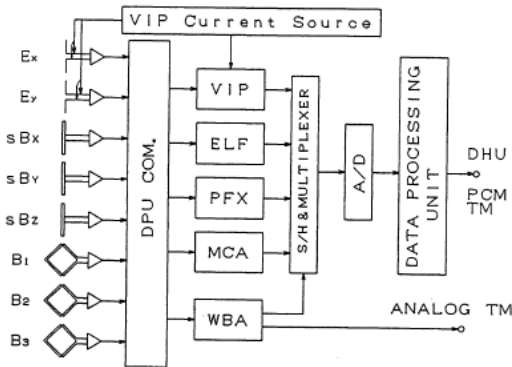 VIP Current Source
Ex
Ey
sBx
sBy
sBz
B1
B2
B3
DPU COM.
VIP
ELF
PFX
MCA
WBA
S/H&MULTIPLEXER
A/D
DATA PROCESSING
UNIT
DHU
PCM
TM
ANALOG TM